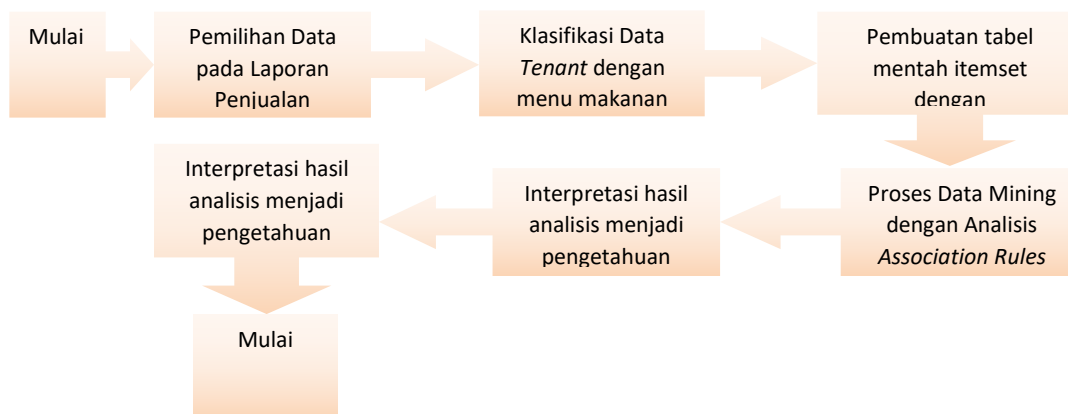 Mulai
Pemilihan Data
pada Laporan
Penjualan
Klasifikasi Data
Tenant dengan
menu makanan
Pembuatan tabel
mentah itemset
dengan
Proses Data Mining
dengan Analisis
Association Rules
Interpretasi hasil
analisis menjadi
pengetahuan
Interpretasi hasil
analisis menjadi
pengetahuan
Mulai